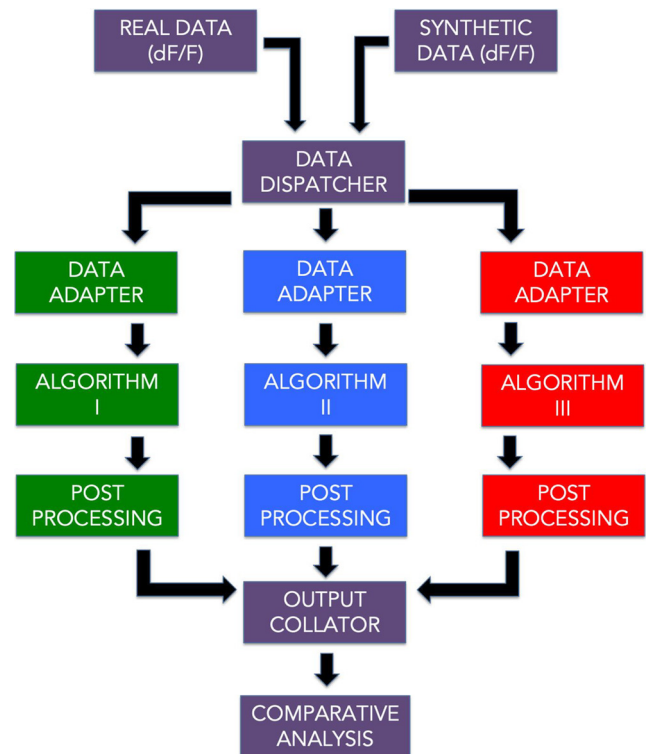 REAL DATA
(dF/F)
SYNTHETIC
DATA (dF/F)
DATA
DISPATCHER
DATA
ADAPTER
DATA
ADAPTER
DATA
ADAPTER
ALGORITHM
I
ALGORITHM
II
ALGORITHM
III
POST
PROCESSING
POST
PROCESSING
POST
PROCESSING
OUTPUT
COLLATOR
COMPARATIVE
ANALYSIS